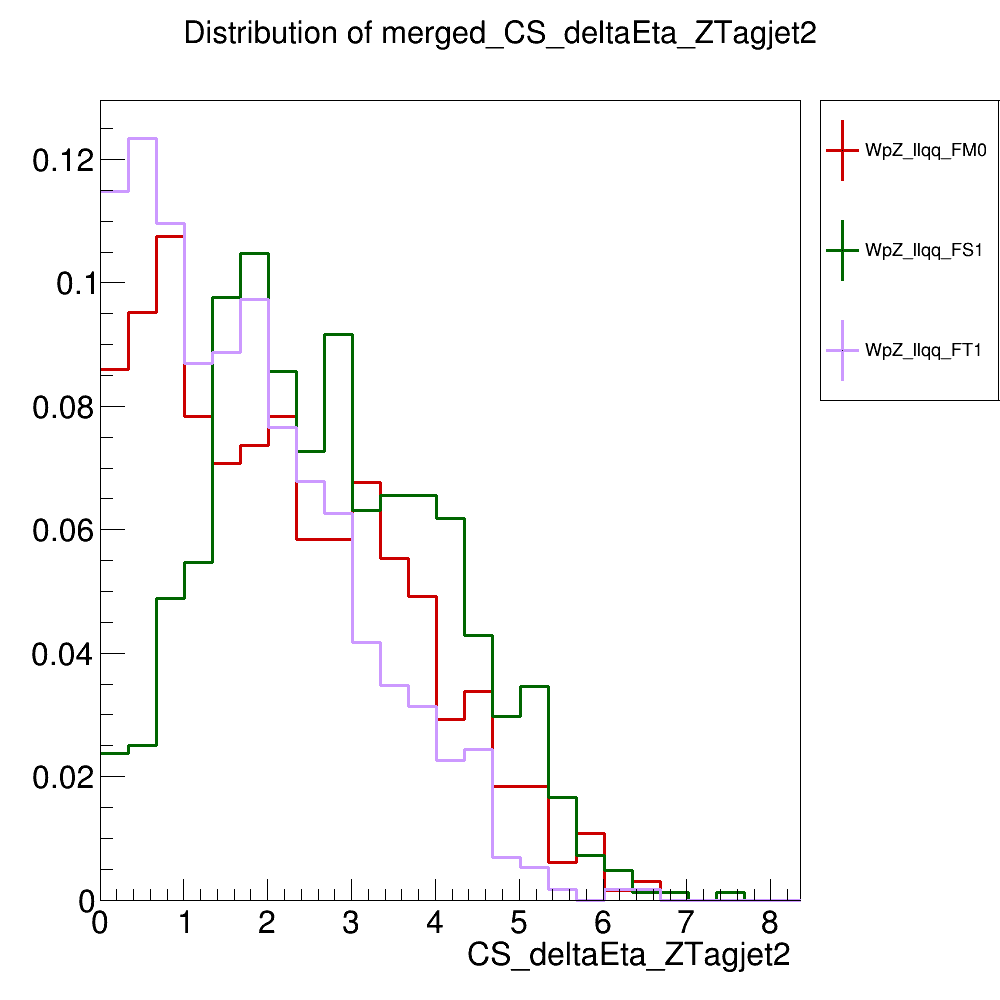 Distribution of merged_CS_deltaEta_ZTagjet2
WpZ_llqq_FM0
WpZ_llqq_FS1
WpZ_llqq_FT1
0.12
0.1
0.08
0.06
0.04
0.02
0
0 1 2 3 4 5 6 7 8
CS_deltaEta_ZTagjet2